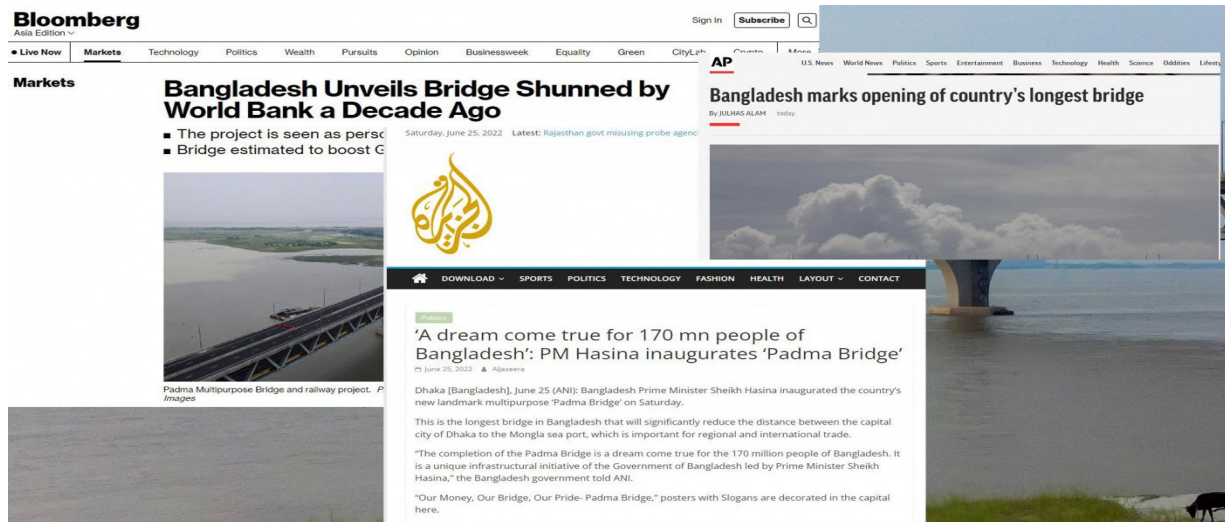 Bloomberg
Asia Edition
Sign In Subscribe
• Live Now Markets Technology Politics Wealth Pursuits Opinion Businessweek Equality Green CityLab Crypto More
Markets
Bangladesh Unveils Bridge Shunned by
World Bank a Decade Ago
▪ The project is seen as
▪ Bridge estimated to boost
Padma Multipurpose Bridge and railway project.
Images
AP
U.S. News World News Politics Sports Entertainment Business Technology Health Science Oddities
Bangladesh marks opening of country's longest bridge
By JULHAS ALAM today
Saturday, June 25, 2022 Latest: Rajasthan govt misusing probe
الجزيرة
DOWNLOAD SPORTS POLITICS TECHNOLOGY FASHION HEALTH LAYOUT CONTACT
Politics
'A dream come true for 170 mn people of
Bangladesh': PM Hasina inaugurates 'Padma Bridge'
June 25, 2022 Aljazeera
Dhaka [Bangladesh], June 25 (ANI): Bangladesh Prime Minister Sheikh Hasina inaugurated the country's
new landmark multipurpose 'Padma Bridge' on Saturday.
This is the longest bridge in Bangladesh that will significantly reduce the distance between the capital
city of Dhaka to the Mongla sea port, which is important for regional and international trade.
"The completion of the Padma Bridge is a dream come true for the 170 million people of Bangladesh. It
is a unique infrastructural initiative of the Government of Bangladesh led by Prime Minister Sheikh
Hasina," the Bangladesh government told ANI.
"Our Money, Our Bridge, Our Pride- Padma Bridge," posters with Slogans are decorated in the capital
here.